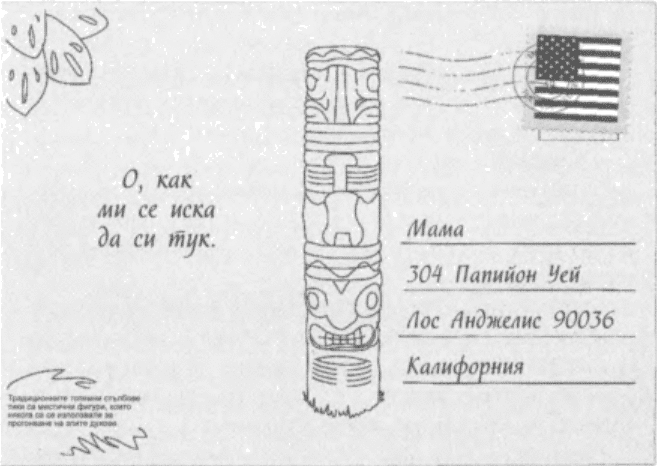 О, как
ми се иска
да си тук.
Мама
304 Папийон Уей
Лос Анджелис 90036
Калифорния
Традиционните тотемни стълбове
тики са мистични фигури, които
някога са се използвали за
прогонване на злите духове.